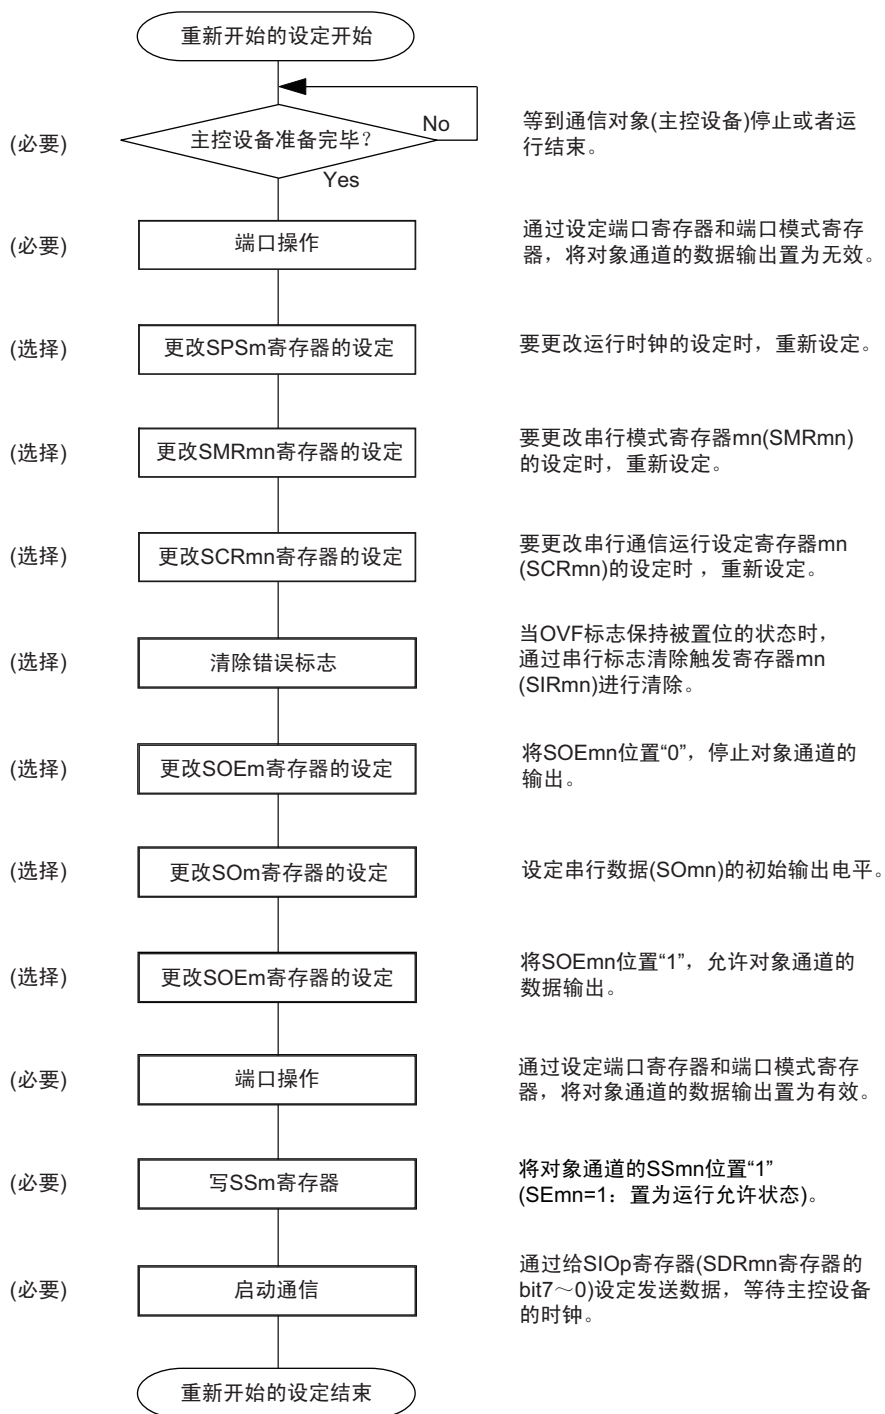 重新开始的设定开始
(必要)
主控设备准备完毕？
No
Yes
等到通信对象(主控设备)停止或者运
行结束。
(必要)
端口操作
通过设定端口寄存器和端口模式寄存
器，将对象通道的数据输出置为无效。
(选择)
更改SPSm寄存器的设定
要更改运行时钟的设定时，重新设定。
(选择)
更改SMRmn寄存器的设定
要更改串行模式寄存器mn(SMRmn)
的设定时，重新设定。
(选择)
更改SCRmn寄存器的设定
要更改串行通信运行设定寄存器mn
(SCRmn)的设定时，重新设定。
(选择)
清除错误标志
当OVF标志保持被置位的状态时，
通过串行标志清除触发寄存器mn
(SIRmn)进行清除。
(选择)
更改SOEm寄存器的设定
将SOEmn位置“0”，停止对象通道的
输出。
(选择)
更改SOm寄存器的设定
设定串行数据(SOmn)的初始输出电平。
(选择)
更改SOEm寄存器的设定
将SOEmn位置“1”，允许对象通道的
数据输出。
(必要)
端口操作
通过设定端口寄存器和端口模式寄存
器，将对象通道的数据输出置为有效。
(必要)
写SSm寄存器
将对象通道的SSmn位置“1”
(SEmn=1：置为运行允许状态)。
(必要)
启动通信
通过给SIOp寄存器(SDRmn寄存器的
bit7～0)设定发送数据，等待主控设备
的时钟。
重新开始的设定结束